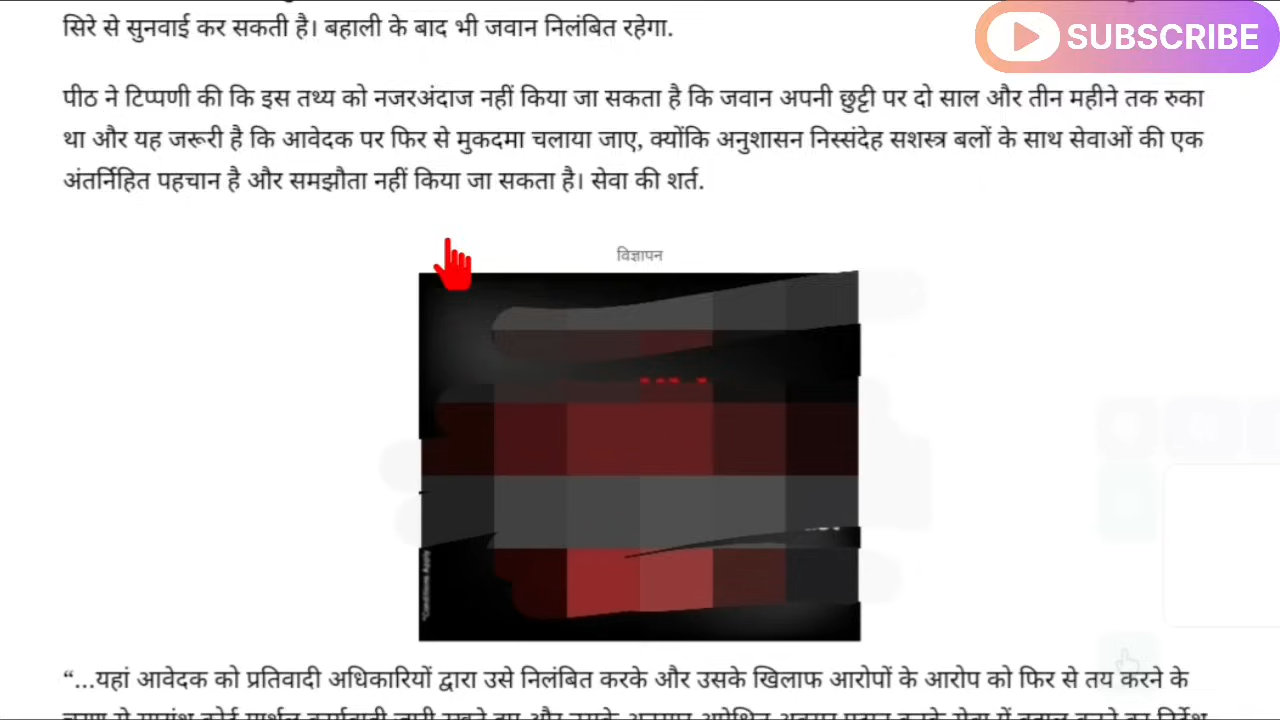 सिरे से सुनवाई कर सकती है। बहाली के बाद भी जवान निलंबित रहेगा.
SUBSCRIBE
पीठ ने टिप्पणी की कि इस तथ्य को नजरअंदाज नहीं किया जा सकता है कि जवान अपनी छुट्टी पर दो साल और तीन महीने तक रुका
था और यह जरूरी है कि आवेदक पर फिर से मुकदमा चलाया जाए, क्योंकि अनुशासन निस्संदेह सशस्त्र बलों के साथ सेवाओं की एक
अंतर्निहित पहचान है और समझौता नहीं किया जा सकता है। सेवा की शर्त.
विज्ञापन
*Conditions Apply
“...यहां आवेदक को प्रतिवादी अधिकारियों द्वारा उसे निलंबित करके और उसके खिलाफ आरोपों के आरोप को फिर से तय करने के